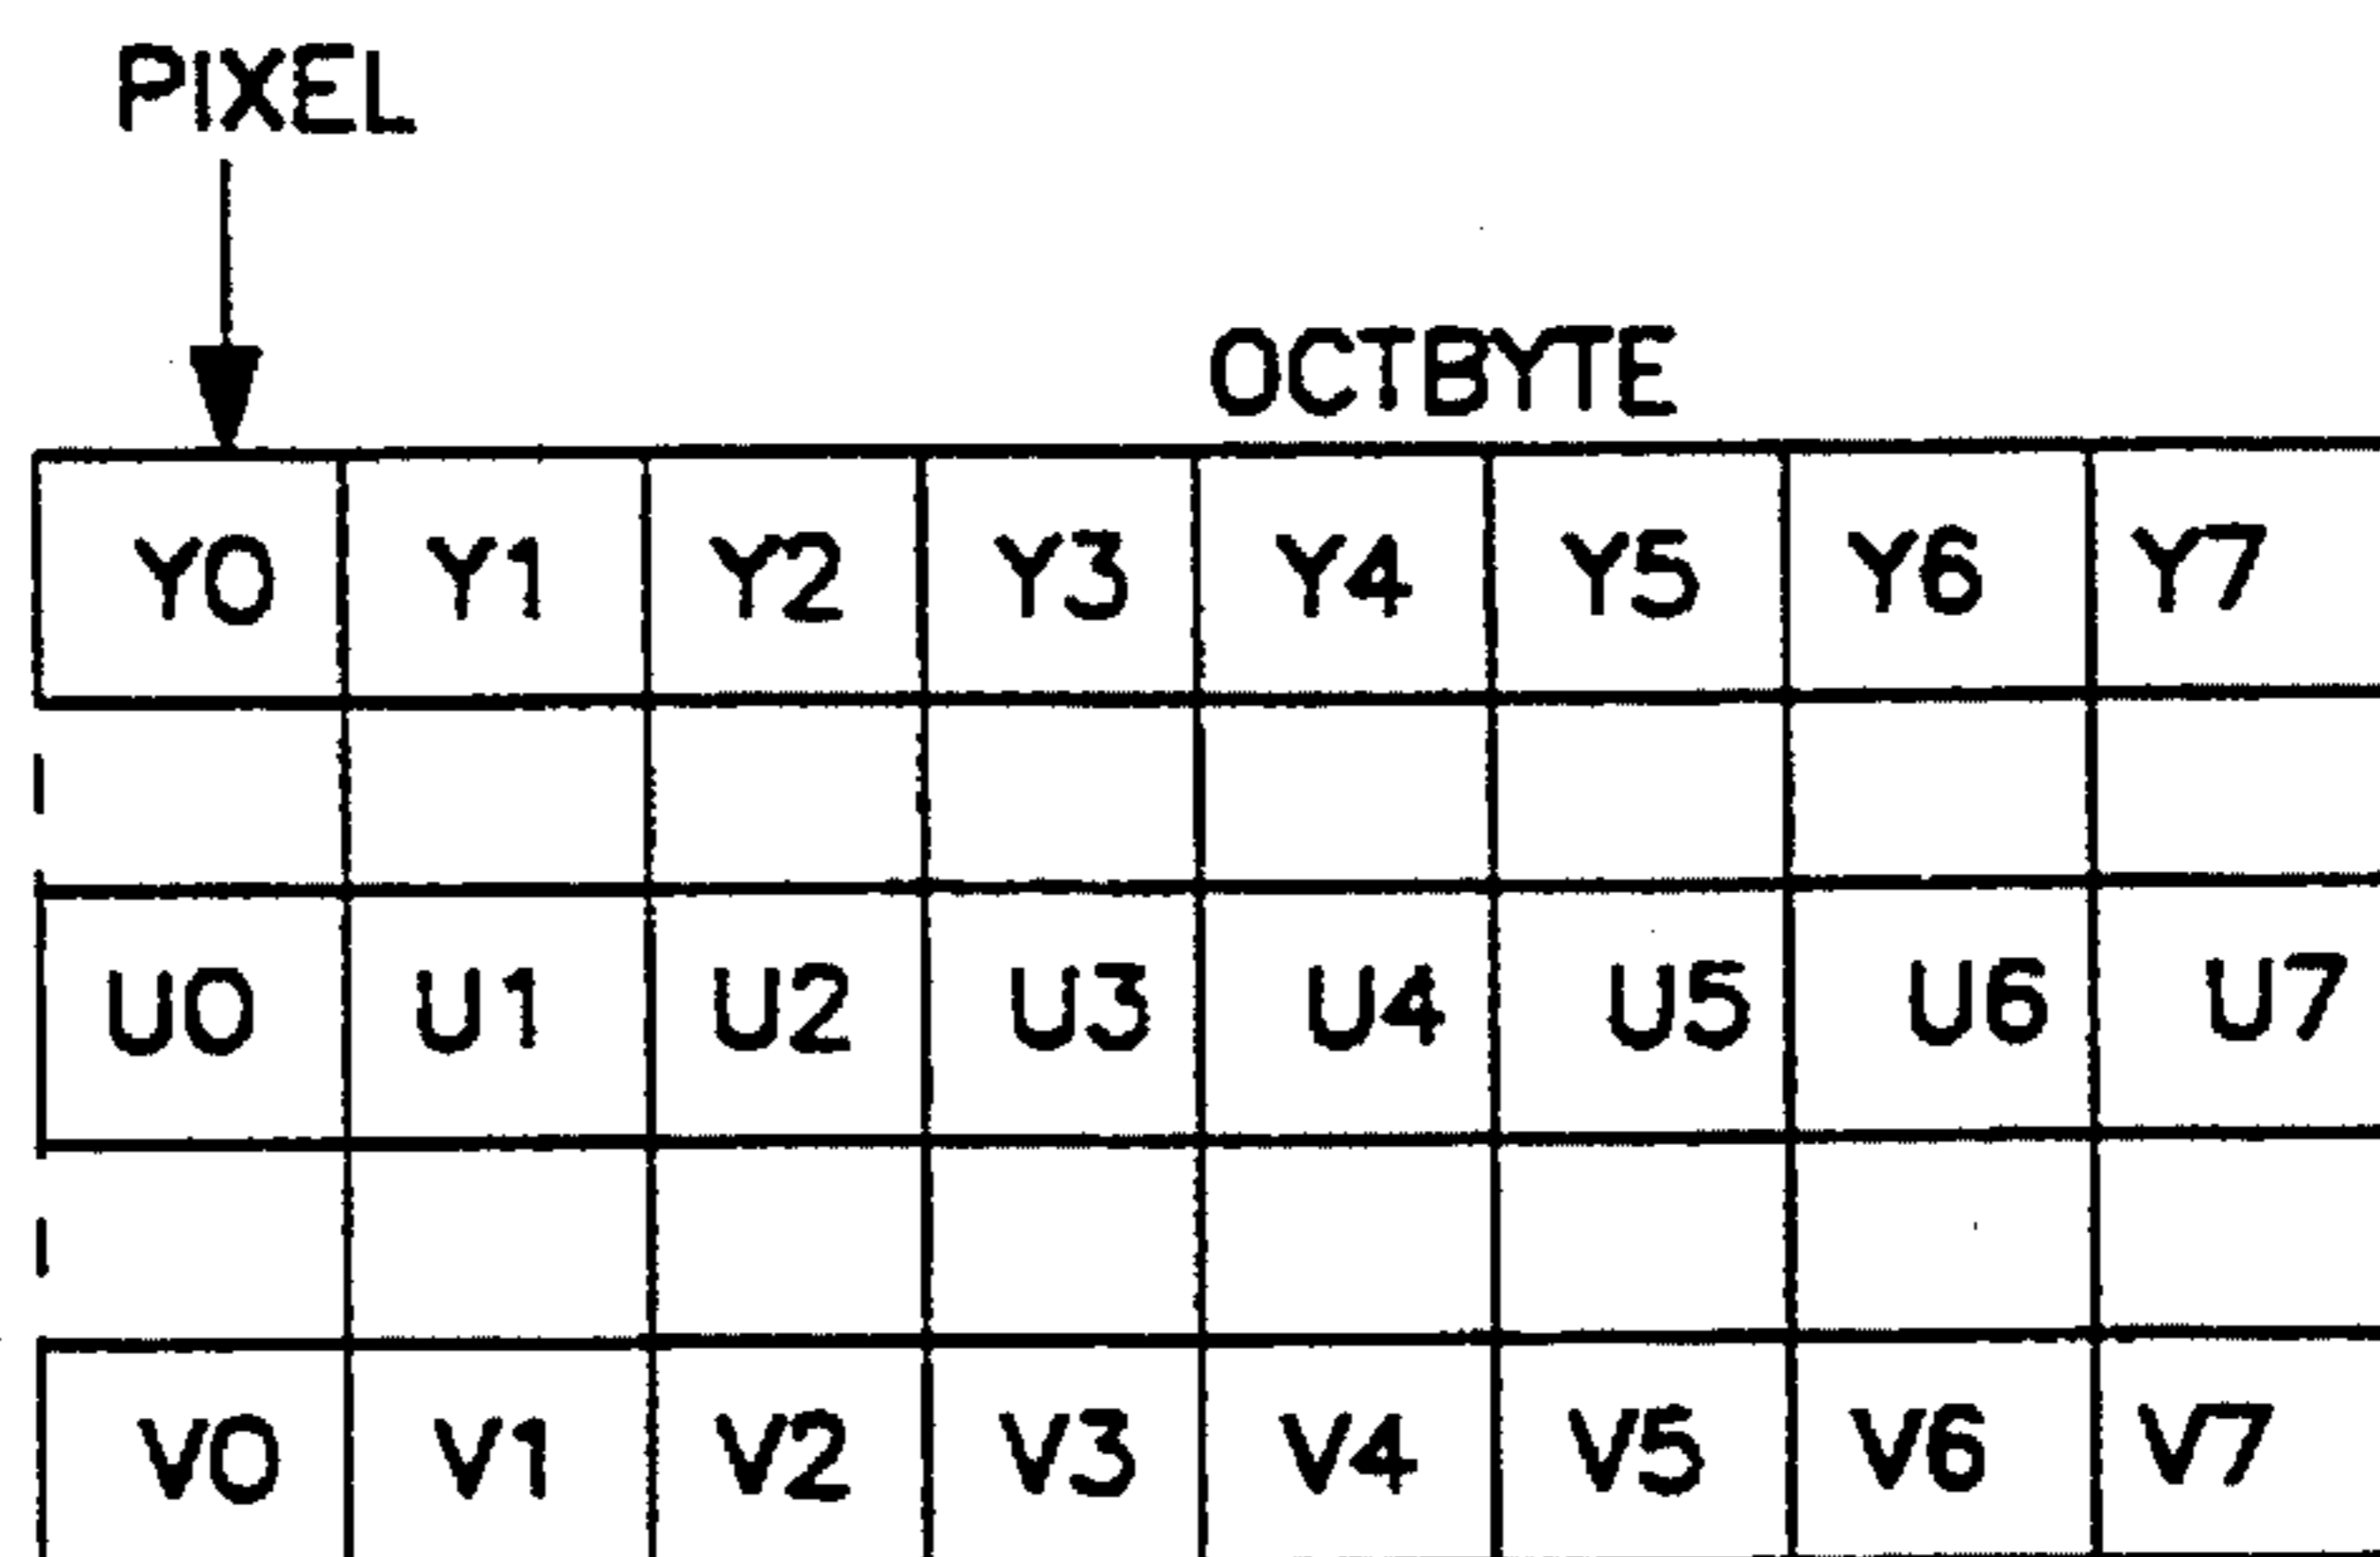 PIXEL
OCTBYTE
Y0 Y1 Y2 Y3 Y4 Y5 Y6 Y7
U0 U1 U2 U3 U4 U5 U6 U7
V0 V1 V2 V3 V4 V5 V6 V7